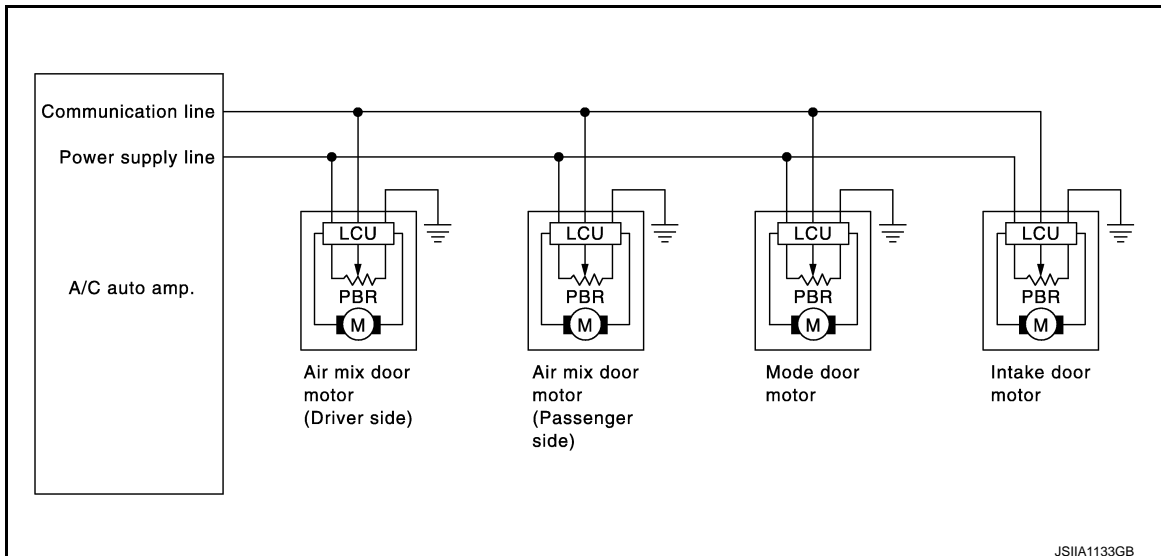 Communication line
Power supply line
A/C auto amp.
LCU
PBR
M
Air mix door
motor
(Driver side)
LCU
PBR
M
Air mix door
motor
(Passenger
side)
LCU
PBR
M
Mode door
motor
LCU
PBR
M
Intake door
motor
JSIIA1133GB